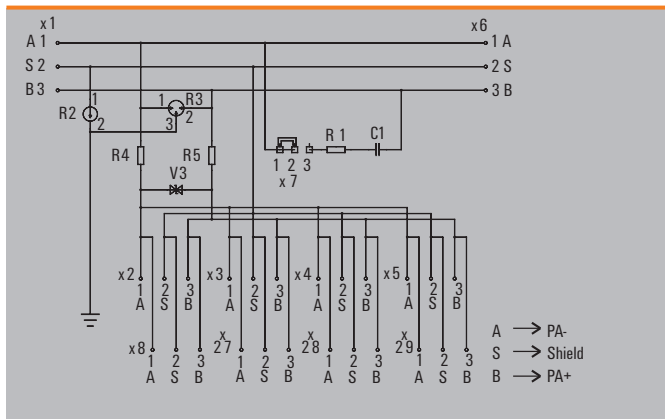 x1 x6
A 1 1 A
S 2 2 S
B 3 3 B
R2 1 2
1 R3 2 3
R4 R5
V3
R 1 C1
1 2 3
x 7
x2 x3 x4 x5
1 2 3 1 2 3 1 2 3 1 2 3
A S B A S B A S B A S B
x8 x 27 x 28 x 29
1 2 3 1 2 3 1 2 3 1 2 3
A S B A S B A S B A S B
A → PA-
S → Shield
B → PA+